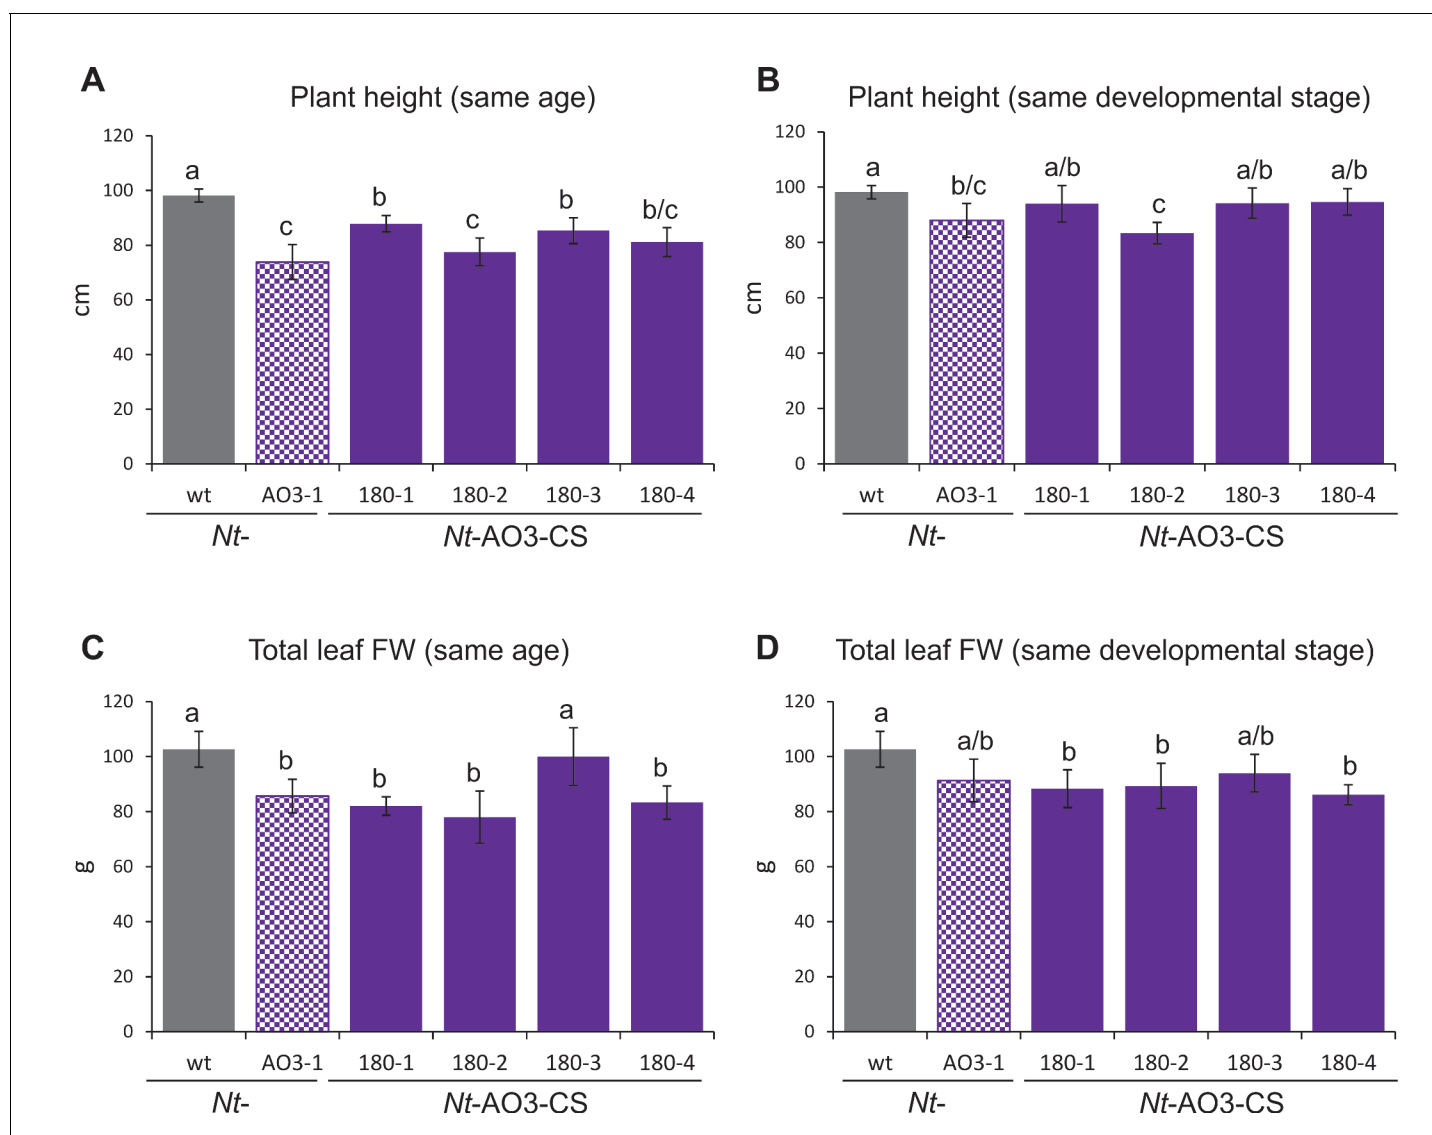 A
Plant height (same age)
120
100
80
60
40
20
0
cm
a
c
b
c
b
b/c
wt AO3-1 180-1 180-2 180-3 180-4
Nt- Nt-AO3-CS
B
Plant height (same developmental stage)
120
100
80
60
40
20
0
cm
a
b/c
a/b
c
a/b
a/b
wt AO3-1 180-1 180-2 180-3 180-4
Nt- Nt-AO3-CS
C
Total leaf FW (same age)
120
100
80
60
40
20
0
g
a
b
b
b
a
b
wt AO3-1 180-1 180-2 180-3 180-4
Nt- Nt-AO3-CS
D
Total leaf FW (same developmental stage)
120
100
80
60
40
20
0
g
a
a/b
b
b
a/b
b
wt AO3-1 180-1 180-2 180-3 180-4
Nt- Nt-AO3-CS